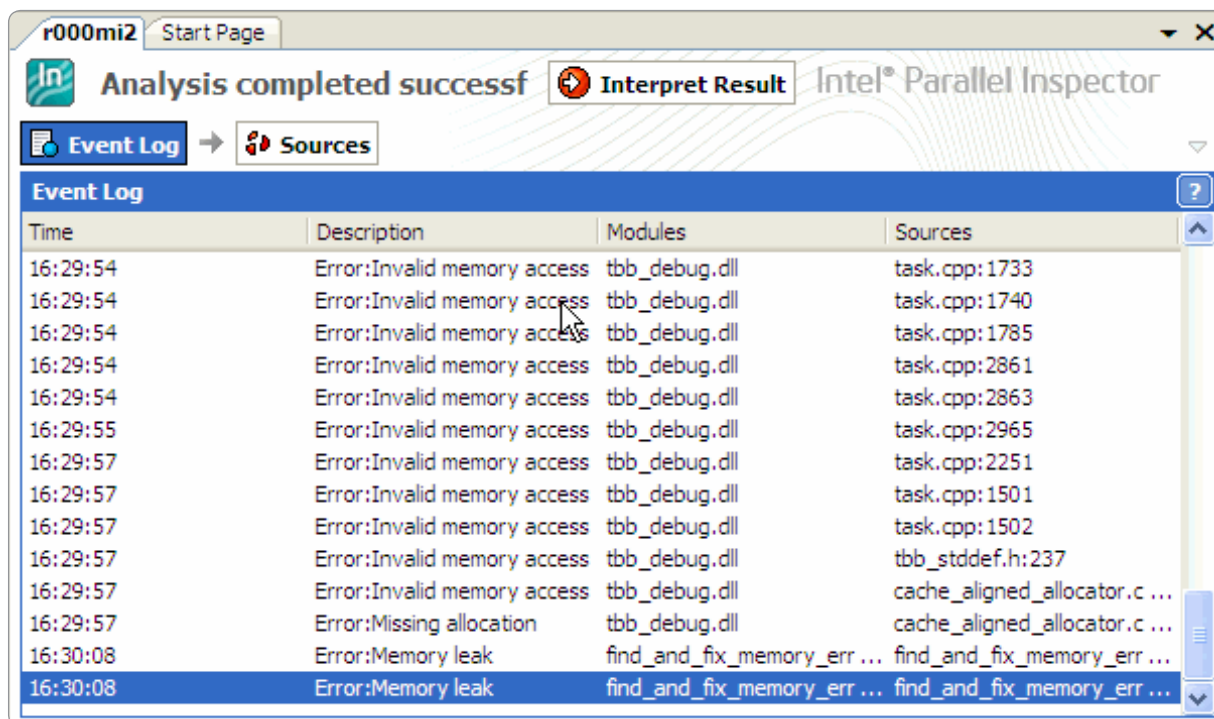 r000mi2 Start Page
Analysis completed successf Interpret Result Intel® Parallel Inspector
Event Log Sources
Event Log ?
Time Description Modules Sources
16:29:54 Error:Invalid memory access tbb_debug.dll task.cpp:1733
16:29:54 Error:Invalid memory access tbb_debug.dll task.cpp:1740
16:29:54 Error:Invalid memory access tbb_debug.dll task.cpp:1785
16:29:54 Error:Invalid memory access tbb_debug.dll task.cpp:2861
16:29:54 Error:Invalid memory access tbb_debug.dll task.cpp:2863
16:29:55 Error:Invalid memory access tbb_debug.dll task.cpp:2965
16:29:57 Error:Invalid memory access tbb_debug.dll task.cpp:2251
16:29:57 Error:Invalid memory access tbb_debug.dll task.cpp:1501
16:29:57 Error:Invalid memory access tbb_debug.dll task.cpp:1502
16:29:57 Error:Invalid memory access tbb_debug.dll tbb_stddef.h:237
16:29:57 Error:Invalid memory access tbb_debug.dll cache_aligned_allocator.c ...
16:29:57 Error:Missing allocation tbb_debug.dll cache_aligned_allocator.c ...
16:30:08 Error:Memory leak find_and_fix_memory_err ... find_and_fix_memory_err ...
16:30:08 Error:Memory leak find_and_fix_memory_err ... find_and_fix_memory_err ...